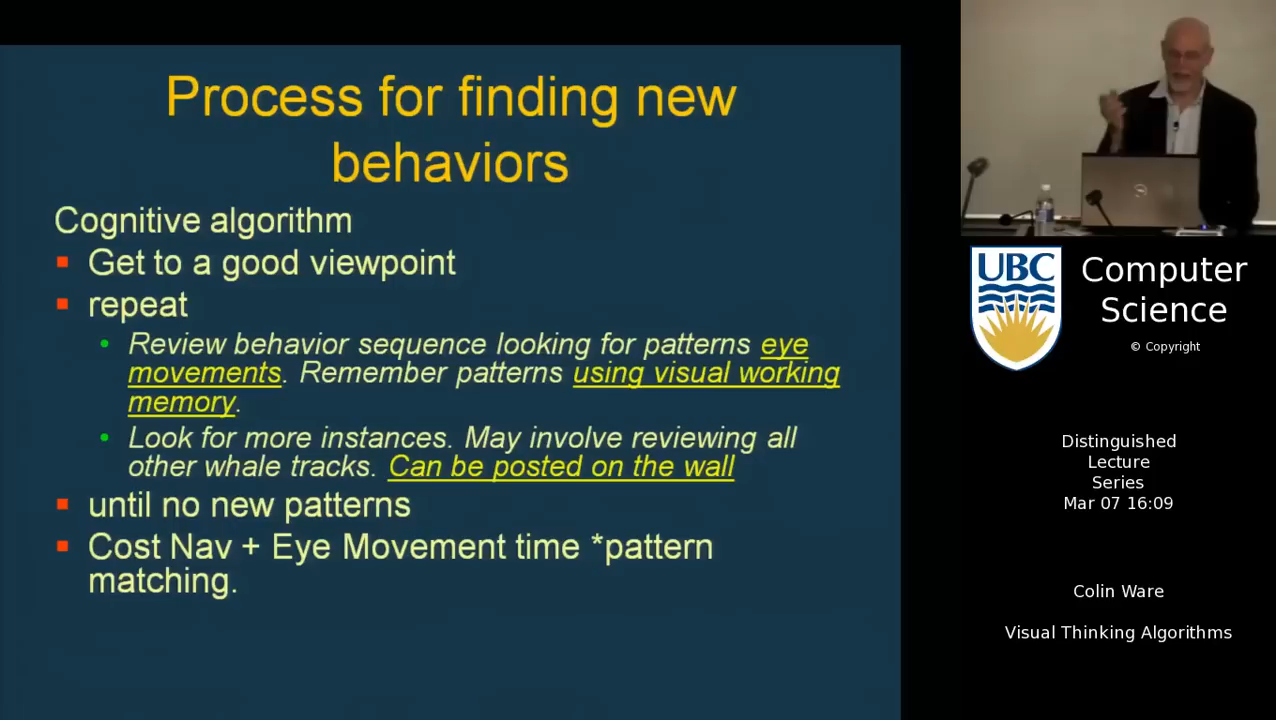 Process for finding new
behaviors
Cognitive algorithm
Get to a good viewpoint
repeat
Review behavior sequence looking for patterns eye
movements. Remember patterns using visual working
memory.
Look for more instances. May involve reviewing all
other whale tracks. Can be posted on the wall
until no new patterns
Cost Nav + Eye Movement time *pattern
matching.
UBC
Computer
Science
© Copyright
Distinguished
Lecture
Series
Mar 07 16:09
Colin Ware
Visual Thinking Algorithms